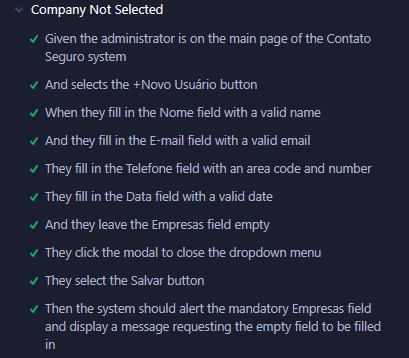 Company Not Selected
Given the administrator is on the main page of the Contato
Seguro system
And selects the +Novo Usuário button
When they fill in the Nome field with a valid name
And they fill in the E-mail field with a valid email
They fill in the Telefone field with an area code and number
They fill in the Data field with a valid date
And they leave the Empresas field empty
They click the modal to close the dropdown menu
They select the Salvar button
Then the system should alert the mandatory Empresas field
and display a message requesting the empty field to be filled
in